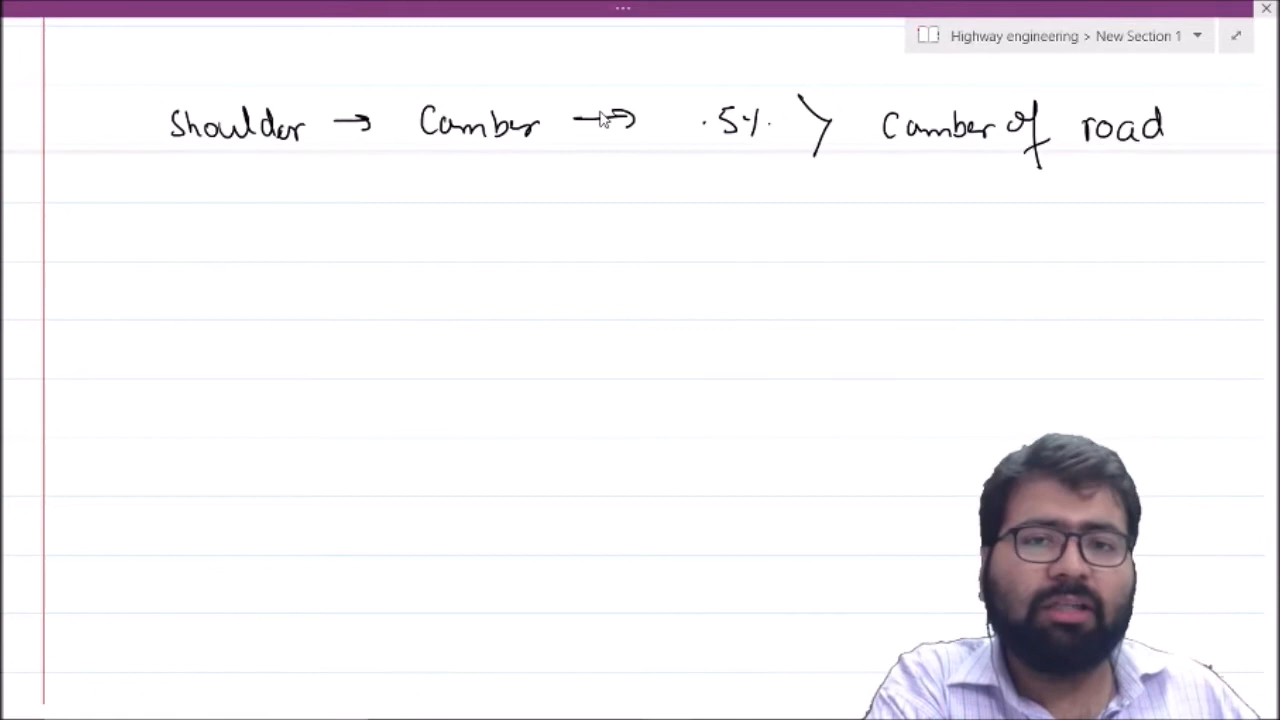 Highway engineering > New Section 1
Shoulder → Camber → .5% > Camber of road